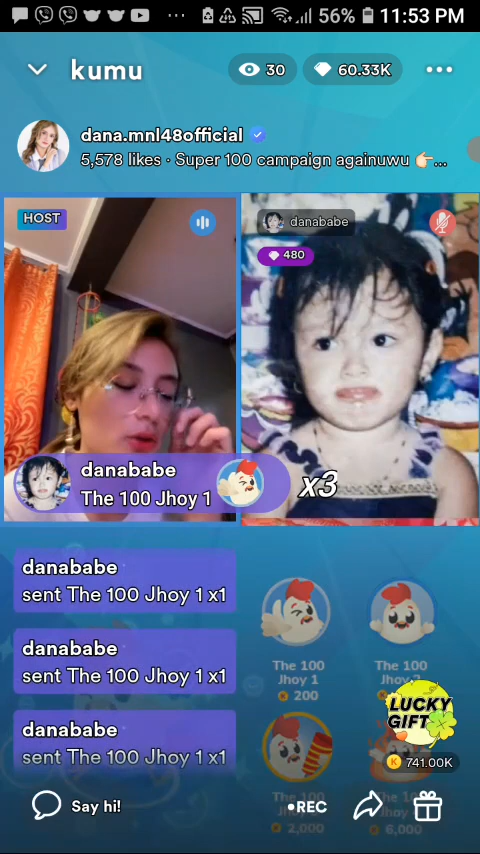 56% 11:53 PM
kumu
30
60.33K
dana.mnl48official
5,578 likes · Super 100 campaign againuwu 👉🏻...
HOST
danababe
480
danababe
The 100 Jhoy 1
x3
danababe
sent The 100 Jhoy 1 x1
danababe
sent The 100 Jhoy 1 x1
danababe
sent The 100 Jhoy 1 x1
The 100
Jhoy 1
200
The 100
LUCKY
GIFT
K 741.00K
2,000
6,000
Say hi!
•REC